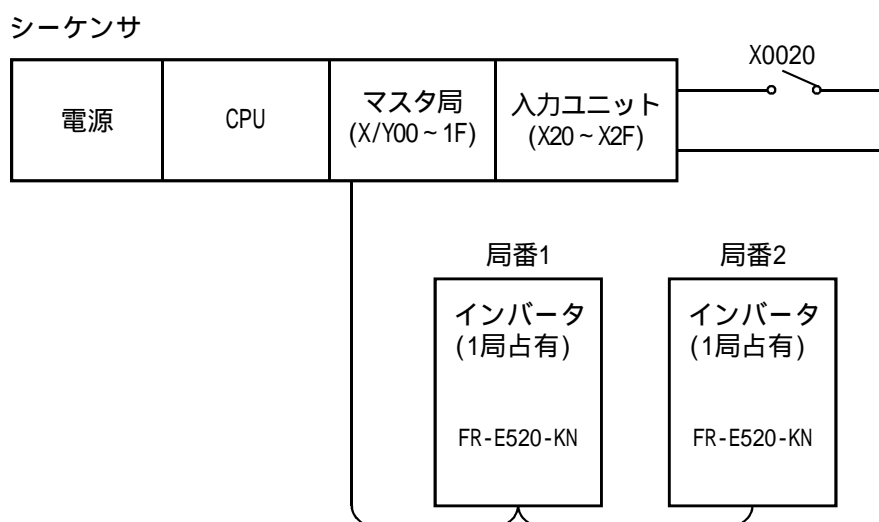 シーケンサ
X0020
電源
CPU
マスタ局
(X/Y00~1F)
入力ユニット
(X20~X2F)
局番1
局番2
インバータ
(1局占有)
FR-E520-KN
インバータ
(1局占有)
FR-E520-KN